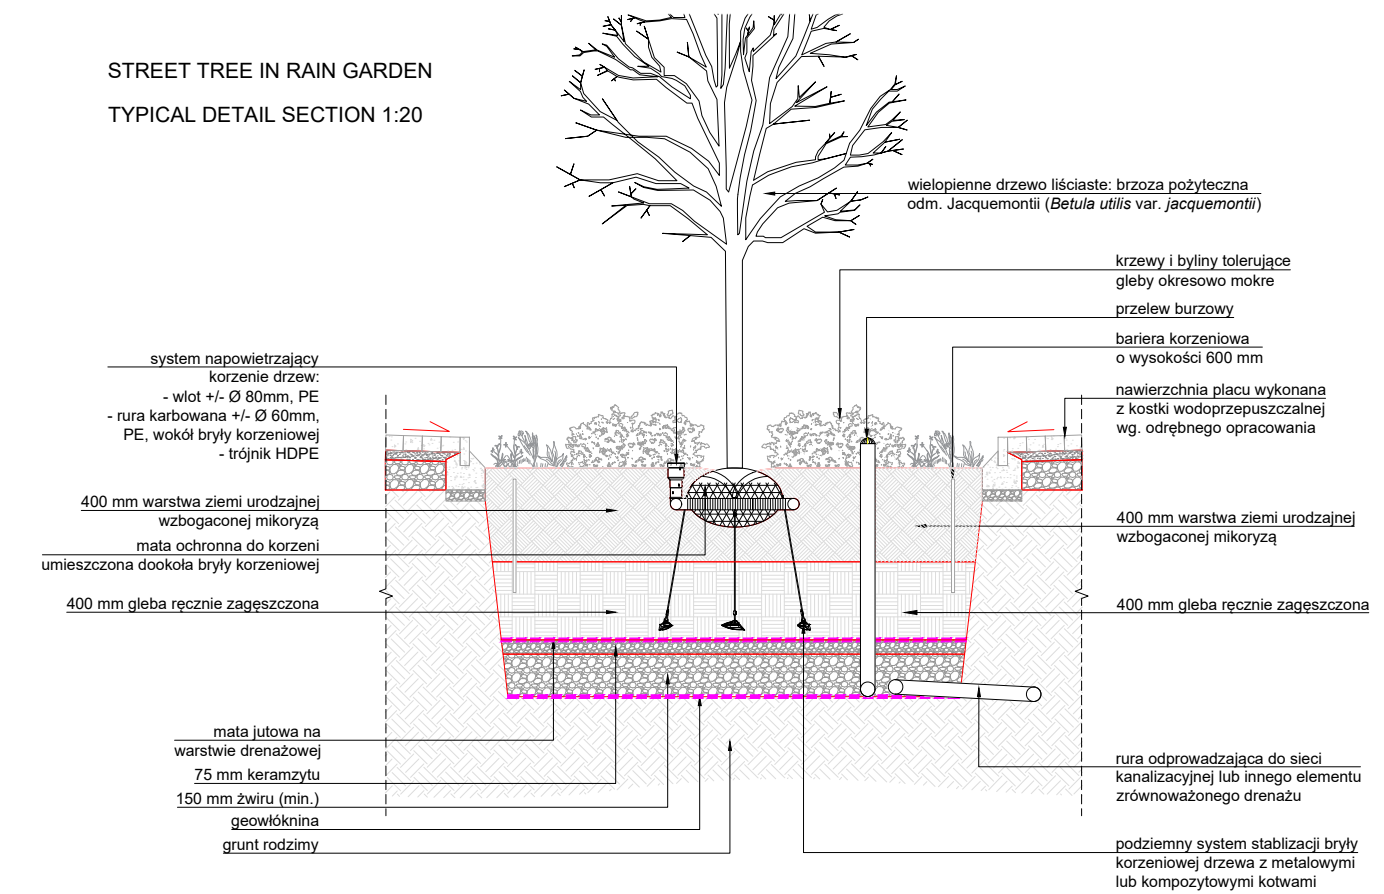 STREET TREE IN RAIN GARDEN
TYPICAL DETAIL SECTION 1:20
wielopienne drzewo liściaste: brzoza pożyteczna
odm. Jacquemontii (Betula utilis var. jacquemontii)
krzewy i byliny tolerujące
gleby okresowo mokre
przelew burzowy
bariera korzeniowa
o wysokości 600 mm
nawierzchnia placu wykonana
z kostki wodoprzepuszczalnej
wg. odrębnego opracowania
system napowietrzający
korzenie drzew:
- wlot +/- Ø 80mm, PE
- rura karbowana +/- Ø 60mm,
PE, wokół bryły korzeniowej
- trójnik HDPE
400 mm warstwa ziemi urodzajnej
wzbogaconej mikoryzą
mata ochronna do korzeni
umieszczona dookoła bryły korzeniowej
400 mm gleba ręcznie zagęszczona
400 mm warstwa ziemi urodzajnej
wzbogaconej mikoryzą
400 mm gleba ręcznie zagęszczona
mata jutowa na
warstwie drenażowej
75 mm keramzytu
150 mm żwiru (min.)
geowłóknina
grunt rodzimy
rura odprowadzająca do sieci
kanalizacyjnej lub innego elementu
zrównoważonego drenażu
podziemny system stablizacji bryły
korzeniowej drzewa z metalowymi
lub kompozytowymi kotwami